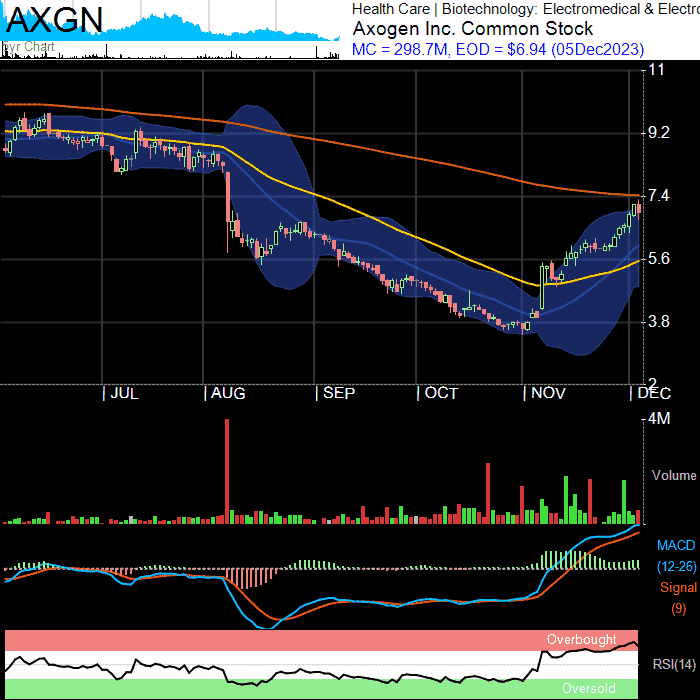 AXGN
5yr Chart
Health Care | Biotechnology: Electromedical & Electro
Axogen Inc. Common Stock
MC = 298.7M, EOD = $6.94 (05Dec2023)
11
9.2
7.4
5.6
3.8
2
JUL
AUG
SEP
OCT
NOV
DEC
4M
Volume
MACD
(12-26)
Signal
(9)
Overbought
RSI(14)
Oversold